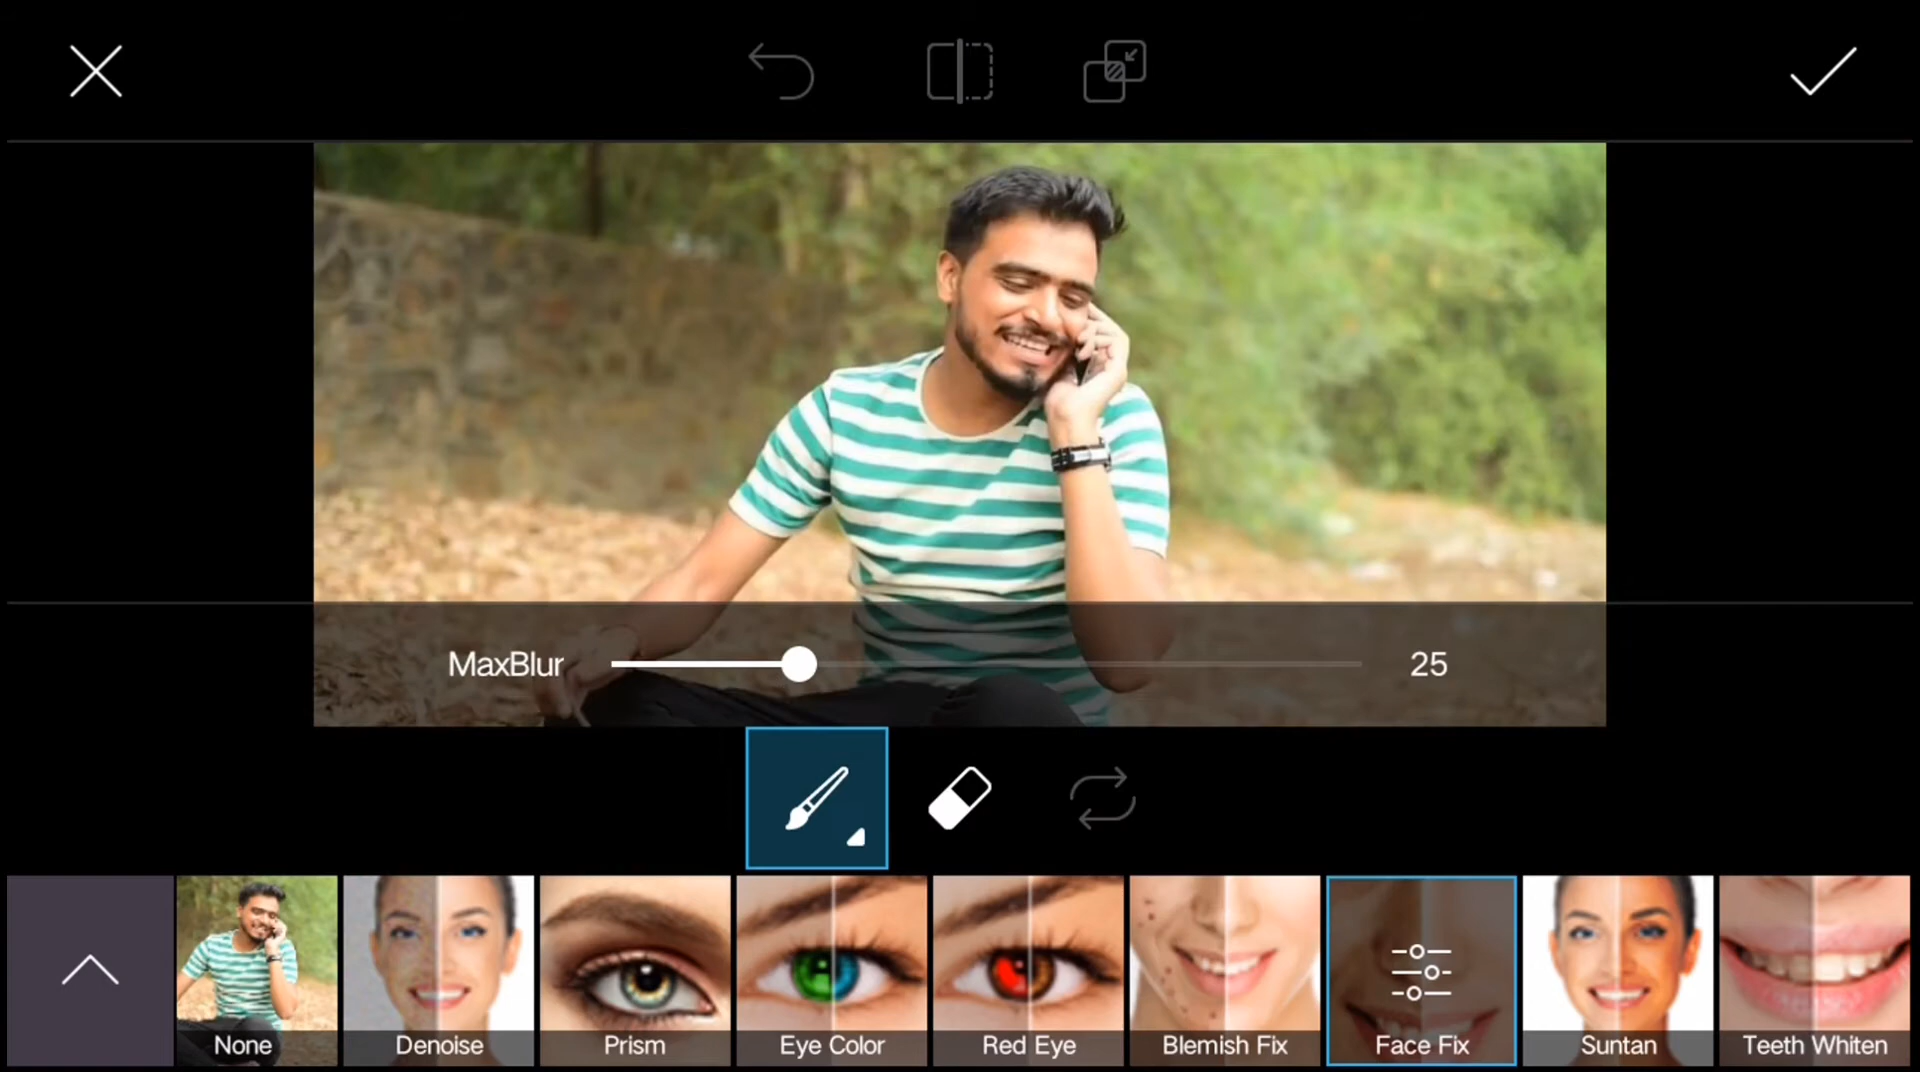 MaxBlur 25
None
Denoise
Prism
Eye Color
Red Eye
Blemish Fix
Face Fix
Suntan
Teeth Whiten